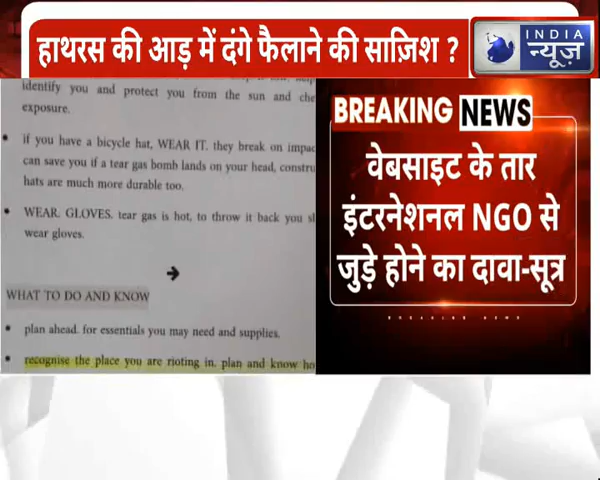 हाथरस की आड़ में दंगे फैलाने की साज़िश ?
INDIA
न्यूज़
identify you and protect you from the sun and che
exposure.
• if you have a bicycle hat, WEAR IT. they break on impac
can save you if a tear gas bomb lands on your head, constru
hats are much more durable too.
• WEAR. GLOVES. tear gas is hot, to throw it back you sl
wear gloves.
WHAT TO DO AND KNOW
• plan ahead. for essentials you may need and supplies.
• recognise the place you are rioting in. plan and know ho
BREAKING NEWS
वेबसाइट के तार
इंटरनेशनल NGO से
जुड़े होने का दावा-सूत्र
BREAKING NEWS